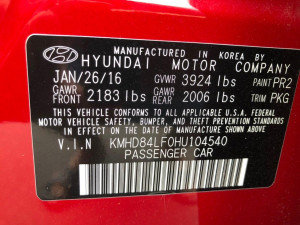 MANUFACTURED IN KOREA BY
HYUNDAI MOTOR COMPANY
JAN/26/16 GVWR 3924 lbs PAINT PR2
GAWR FRONT 2183 lbs GAWR REAR 2006 lbs TRIM PKG
THIS VEHICLE CONFORMS TO ALL APPLICABLE
U.S. FEDERAL MOTOR VEHICLE SAFETY,
BUMPER, AND THEFT PREVENTION STANDARDS
IN EFFECT ON THE DATE OF MANUFACTURE
SHOWN ABOVE.
V.I.N KMHD84LF0HU104540
PASSENGER CAR